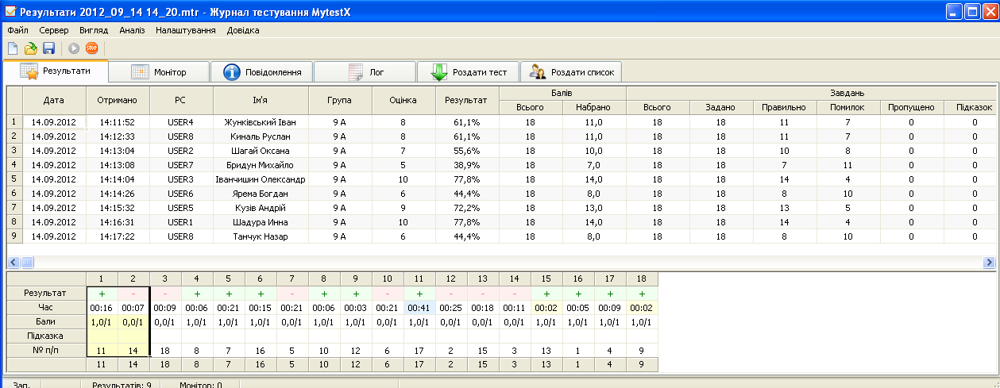 Результати 2012_09_14 14_20.mtr - Журнал тестування MytestX
Файл Сервер Вигляд Аналіз Налаштування Довідка
STOP
Результати Монітор Повідомлення Лог Роздати тест Роздати список
Дата Отримано PC Ім'я Група Оцінка Результат Балів Завдань
Всього Набрано Всього Задано Правильно Помилок Пропущено Підказок
1 14.09.2012 14:11:52 USER4 Жунківський Іван 9 А 8 61,1% 18 11,0 18 18 11 7 0 0
2 14.09.2012 14:12:33 USER8 Киналь Руслан 9 А 8 61,1% 18 11,0 18 18 11 7 0 0
3 14.09.2012 14:13:04 USER2 Шагай Оксана 9 А 7 55,6% 18 10,0 18 18 10 8 0 0
4 14.09.2012 14:13:08 USER7 Бридун Михайло 9 А 5 38,9% 18 7,0 18 18 7 11 0 0
5 14.09.2012 14:14:04 USER3 Іванчишин Олександр 9 А 10 77,8% 18 14,0 18 18 14 4 0 0
6 14.09.2012 14:14:26 USER6 Ярема Богдан 9 А 6 44,4% 18 8,0 18 18 8 10 0 0
7 14.09.2012 14:15:32 USER5 Кузів Андрій 9 А 9 72,2% 18 13,0 18 18 13 5 0 0
8 14.09.2012 14:16:31 USER1 Шадура Инна 9 А 10 77,8% 18 14,0 18 18 14 4 0 0
9 14.09.2012 14:17:22 USER8 Танчук Назар 9 А 6 44,4% 18 8,0 18 18 8 10 0 0
1 2 3 4 5 6 7 8 9 10 11 12 13 14 15 16 17 18
Результат + - - + + + - + + - + - - - + + + +
Час 00:16 00:07 00:09 00:06 00:21 00:15 00:21 00:06 00:03 00:21 00:41 00:25 00:18 00:11 00:02 00:05 00:09 00:02
Бали 1,0/1 0,0/1 0,0/1 1,0/1 1,0/1 1,0/1 0,0/1 1,0/1 1,0/1 0,0/1 1,0/1 0,0/1 0,0/1 0,0/1 1,0/1 1,0/1 1,0/1 1,0/1
Підказка
№ п/п 11 14 18 8 7 16 5 10 12 6 17 2 15 3 13 1 4 9
11 14 18 8 7 16 5 10 12 6 17 2 15 3 13 1 4 9
Зап. Результатів: 9 Монітор: 0